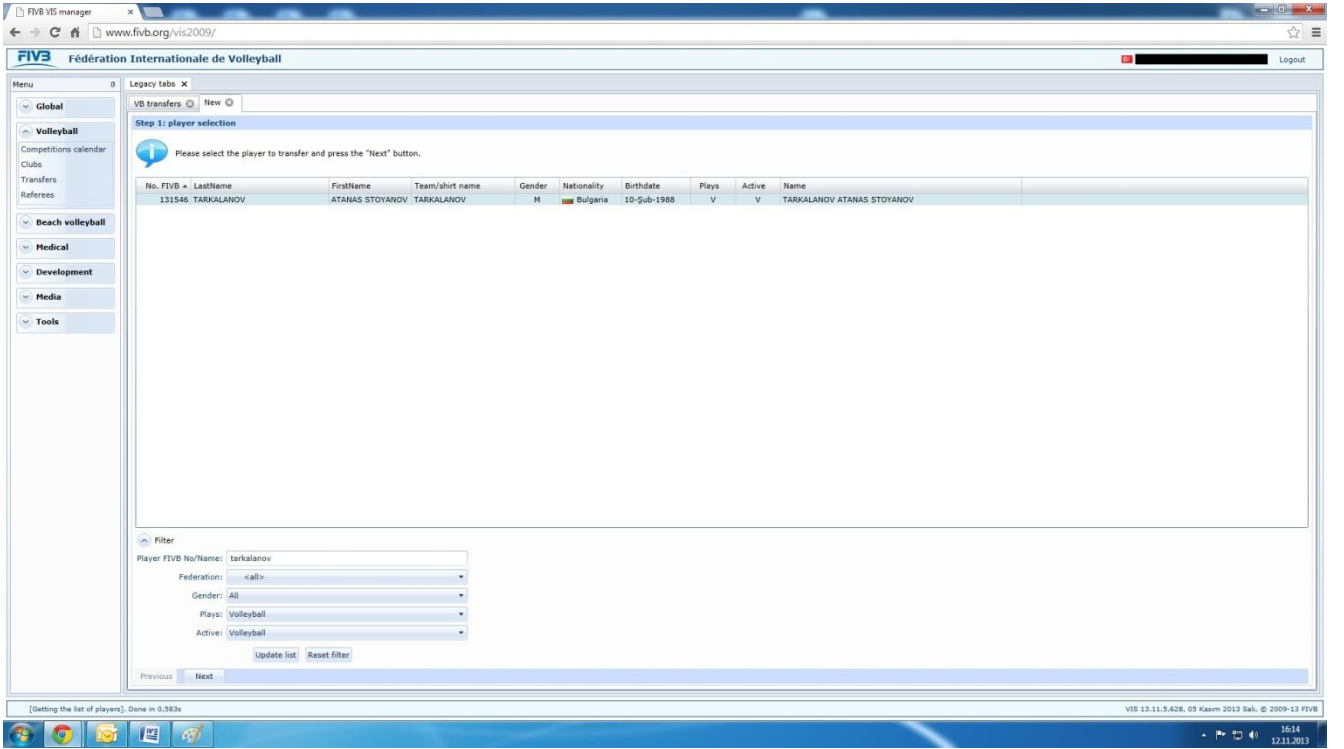 FIVB VIS manager
www.fivb.org/vis2009/
FIVB Fédération Internationale de Volleyball
Logout
Menu
Legacy tabs X
Global
VB transfers New
Step 1: player selection
Volleyball
Competitions calendar
Please select the player to transfer and press the "Next" button.
Clubs
Transfers
Referees
No. FIVB LastName FirstName Team/shirt name Gender Nationality Birthdate Plays Active Name
131546 TARKALANOV ATANAS STOYANOV TARKALANOV M Bulgaria 10-Şub-1988 V V TARKALANOV ATANAS STOYANOV
Beach volleyball
Medical
Development
Media
Tools
Filter
Player FIVB No/Name: tarkalanov
Federation: <all>
Gender: All
Plays: Volleyball
Active: Volleyball
Update list Reset filter
Previous Next
[Getting the list of players]. Done in 0.583s
VIS 13.11.5.628, 05 Kasım 2013 Salı. © 2009-13 FIVB
16:14
12.11.2013